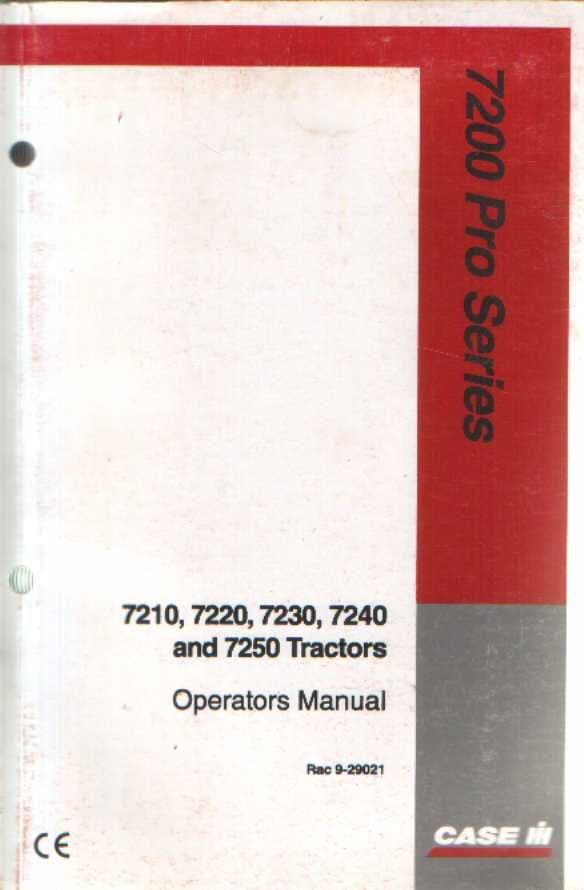 7200 Pro Series
7210, 7220, 7230, 7240
and 7250 Tractors
Operators Manual
Rac 9-29021
CE
CASE IH